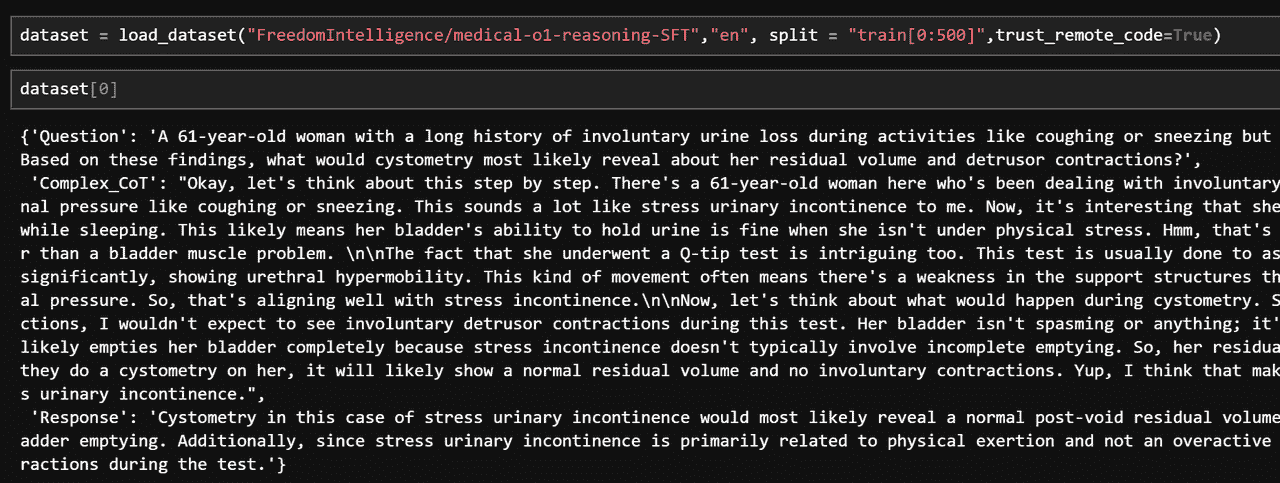 dataset = load_dataset("FreedomIntelligence/medical-o1-reasoning-SFT","en", split = "train[0:500]",trust_remote_code=True)
dataset[0]
{'Question': 'A 61-year-old woman with a long history of involuntary urine loss during activities like coughing or sneezing but
Based on these findings, what would cystometry most likely reveal about her residual volume and detrusor contractions?',
'Complex_CoT': "Okay, let's think about this step by step. There's a 61-year-old woman here who's been dealing with involuntary
nal pressure like coughing or sneezing. This sounds a lot like stress urinary incontinence to me. Now, it's interesting that she
while sleeping. This likely means her bladder's ability to hold urine is fine when she isn't under physical stress. Hmm, that's
r than a bladder muscle problem. \n\nThe fact that she underwent a Q-tip test is intriguing too. This test is usually done to as
significantly, showing urethral hypermobility. This kind of movement often means there's a weakness in the support structures th
al pressure. So, that's aligning well with stress incontinence.\n\nNow, let's think about what would happen during cystometry. S
ctions, I wouldn't expect to see involuntary detrusor contractions during this test. Her bladder isn't spasming or anything; it'
likely empties her bladder completely because stress incontinence doesn't typically involve incomplete emptying. So, her residua
they do a cystometry on her, it will likely show a normal residual volume and no involuntary contractions. Yup, I think that mak
s urinary incontinence.",
'Response': 'Cystometry in this case of stress urinary incontinence would most likely reveal a normal post-void residual volume
adder emptying. Additionally, since stress urinary incontinence is primarily related to physical exertion and not an overactive
ractions during the test.'}